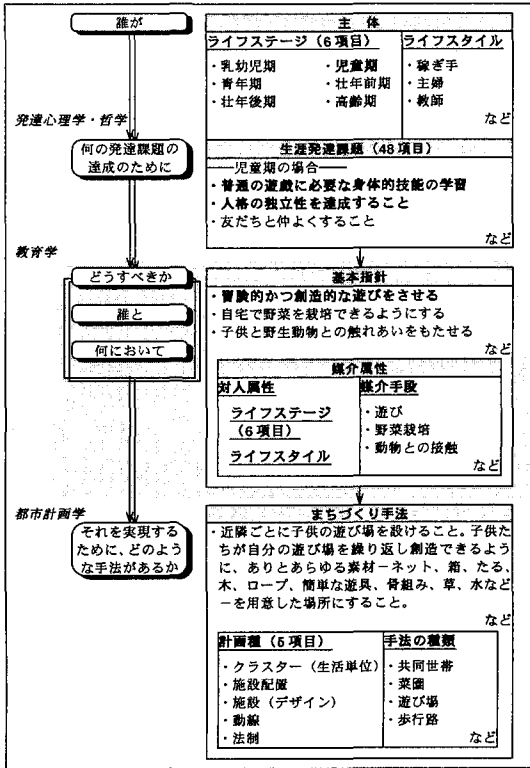 誰が
発達心理学・哲学
何の発達課題の
達成のために
教育学
どうすべきか
誰と
何において
都市計画学
それを実現する
ために、どのよう
な手法があるか
主 体
ライフステージ（6項目）
・乳幼児期 ・児童期
・青年期 ・壮年前期
・壮年後期 ・高齢期
ライフスタイル
・稼ぎ手
・主婦
・教師
など
生涯発達課題（48項目）
──児童期の場合──
・普通の遊戯に必要な身体的技能の学習
・人格の独立性を達成すること
・友だちと仲よくすること
など
基本指針
・冒険的かつ創造的な遊びをさせる
・自宅で野菜を栽培できるようにする
・子供と野生動物との触れあいをもたせる
など
媒介属性
対人属性
ライフステージ
（6項目）
ライフスタイル
媒介手段
・遊び
・野菜栽培
・動物との接触
など
まちづくり手法
・近隣ごとに子供の遊び場を設けること。子供
たちが自分の遊び場を繰り返し創造できるよう
に、ありとあらゆる素材－ネット、箱、たる、
木、ロープ、簡単な遊具、骨組み、草、水など
－を用意した場所にすること。
など
計画種（5項目）
・クラスター（生活単位）
・施設配置
・施設（デザイン）
・動線
・法制
手法の種類
・共同世帯
・菜園
・遊び場
・歩行路
など